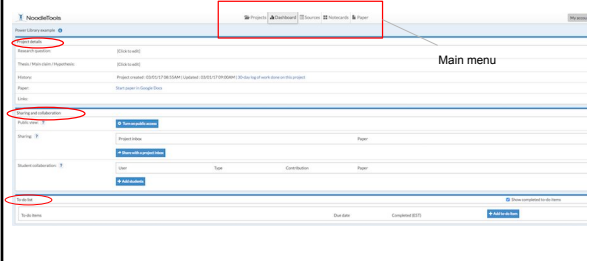 NoodleTools
Projects Dashboard Sources Notecards Paper
My accou
Power Library example
Main menu
Project details
Research question: [Click to edit]
Thesis / Main claim / Hypothesis: [Click to edit]
History: Project created : 03/01/17 08:55AM | Updated : 03/01/17 09:00AM | 30-day log of work done on this project
Paper: Start paper in Google Docs
Links:
Sharing and collaboration
Public view: ? Turn on public access
Sharing: ? Project inbox Paper
Share with a project inbox
Student collaboration: ? User Type Contribution Paper
+ Add students
To-do list Show completed to-do items
To-do items Due date Completed (EST) + Add to-do item